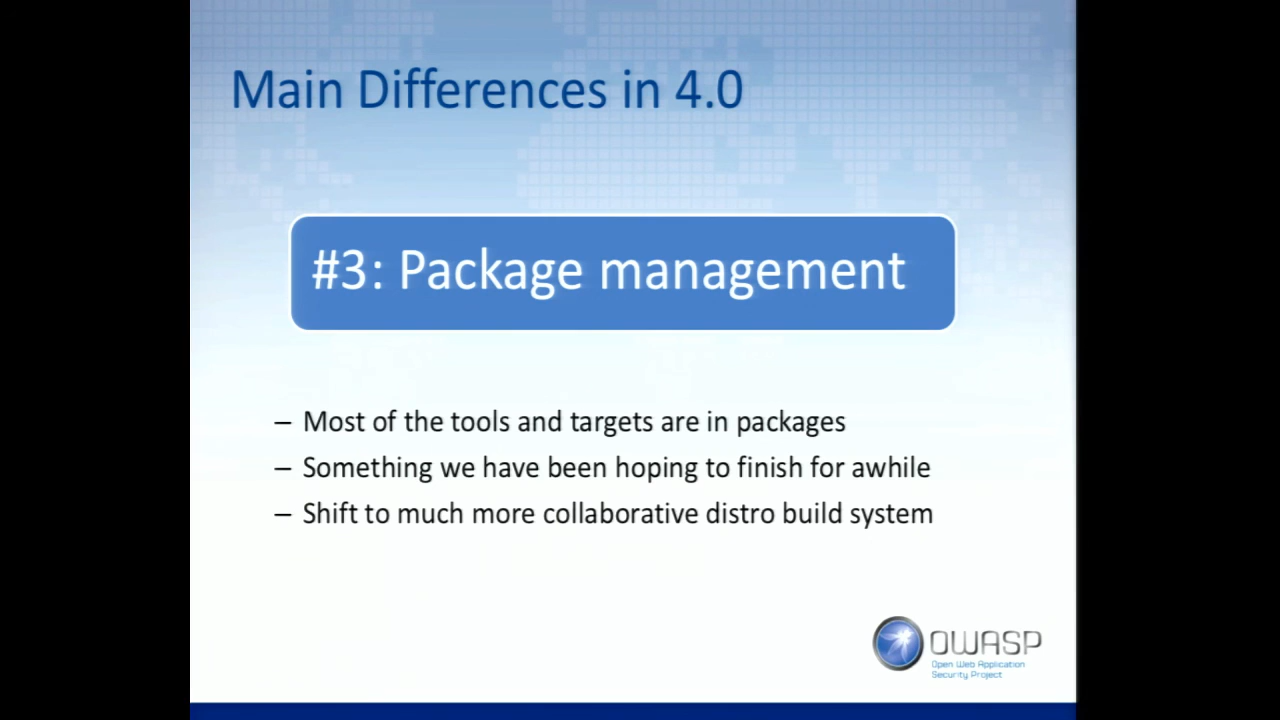 Main Differences in 4.0
#3: Package management
– Most of the tools and targets are in packages
– Something we have been hoping to finish for awhile
– Shift to much more collaborative distro build system
OWASP
Open Web Application
Security Project